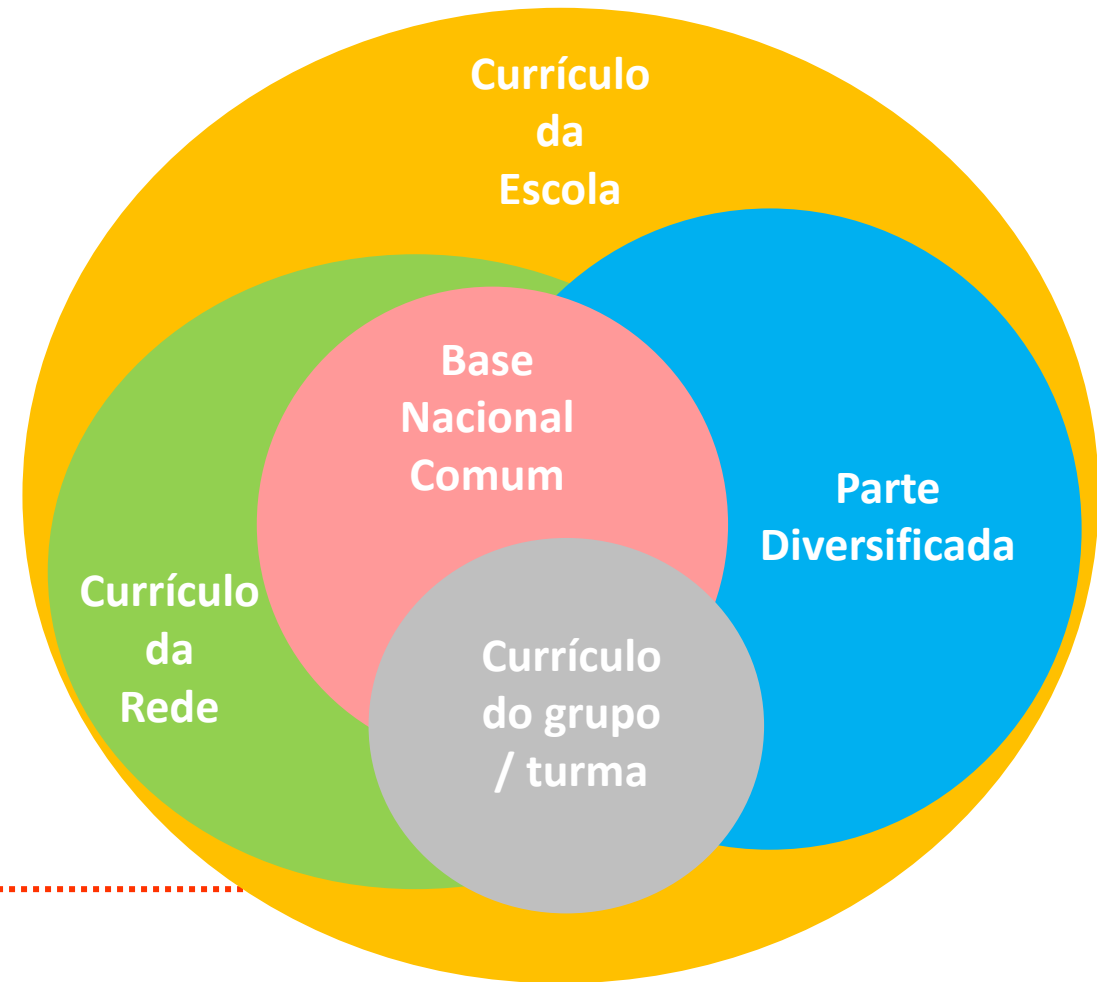 Currículo
da
Escola
Base
Nacional
Comum
Parte
Diversificada
Currículo
da
Rede
Currículo
do grupo
/ turma